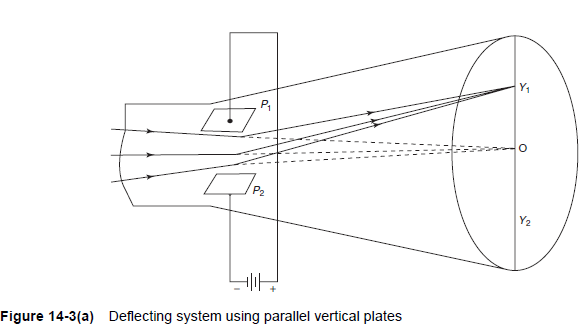 P1
Y1
O
P2
Y2
– +
Figure 14-3(a) Deflecting system using parallel vertical plates